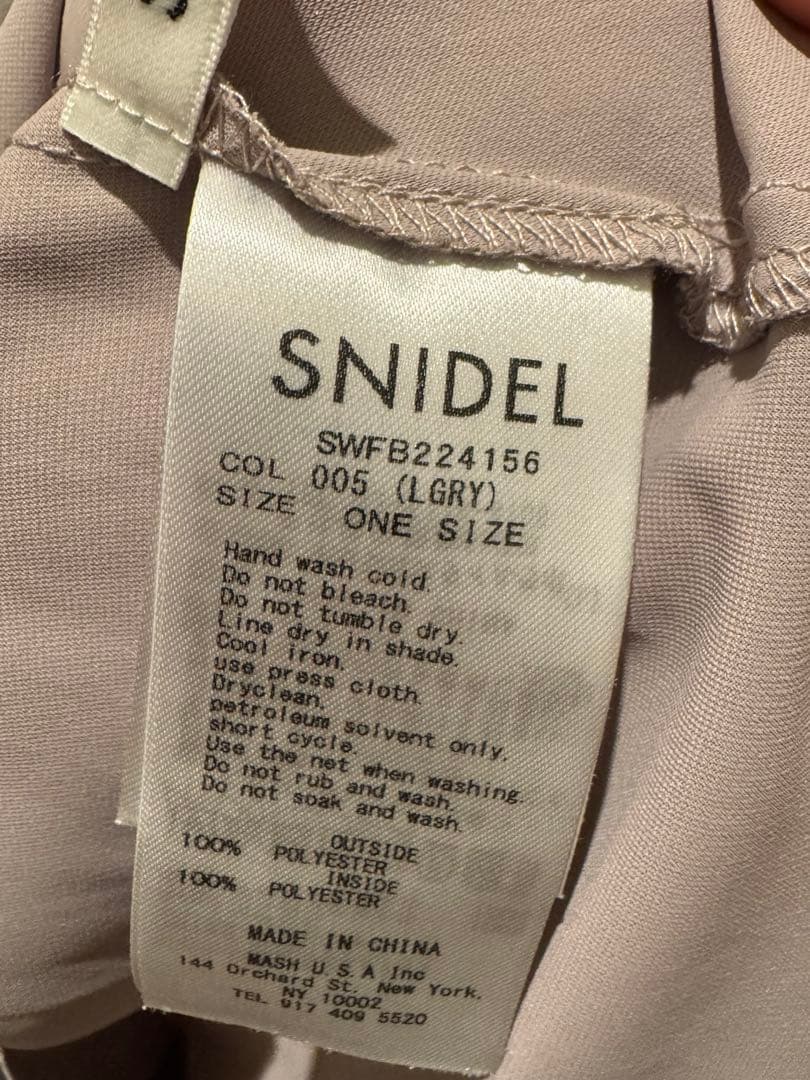 SNIDEL
SWFB224156
COL 005 (LGRY)
SIZE ONE SIZE
Hand wash cold.
Do not bleach.
Do not tumble dry.
Line dry in shade.
Cool iron.
use press cloth.
Dryclean.
petroleum solvent only.
short cycle.
Use the net when washing.
Do not rub and wash.
Do not soak and wash.
OUTSIDE
100% POLYESTER
INSIDE
100% POLYESTER
MADE IN CHINA
MASH U.S.A Inc
144 Orchard St. New York.
NY 10002
TEL 917 409 5520